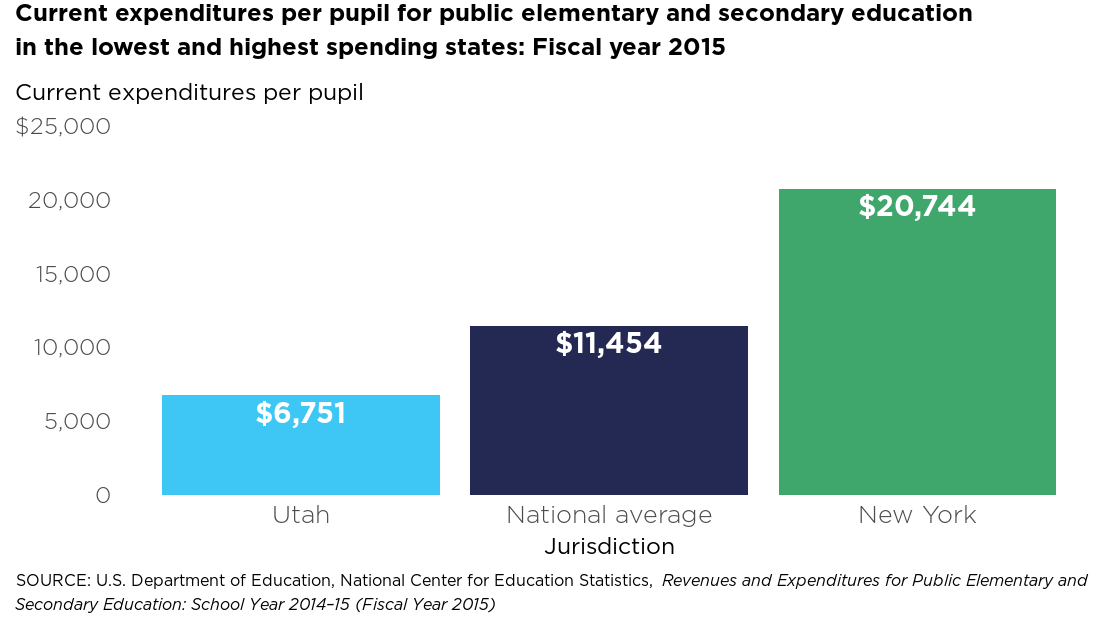 Current expenditures per pupil for public elementary and secondary education
in the lowest and highest spending states: Fiscal year 2015
Current expenditures per pupil
$25,000
20,000
15,000
10,000
5,000
0
$6,751
$11,454
$20,744
Utah
National average
New York
Jurisdiction
SOURCE: U.S. Department of Education, National Center for Education Statistics, Revenues and Expenditures for Public Elementary and
Secondary Education: School Year 2014–15 (Fiscal Year 2015)